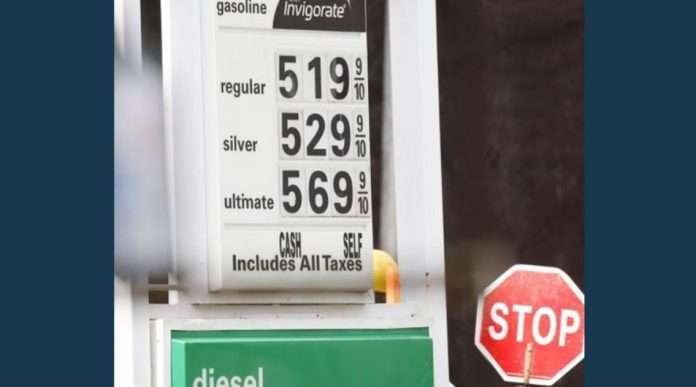 gasoline
Invigorate®
regular 519 9/10
silver 529 9/10
ultimate 569 9/10
CASH SELF
Includes All Taxes
diesel
STOP